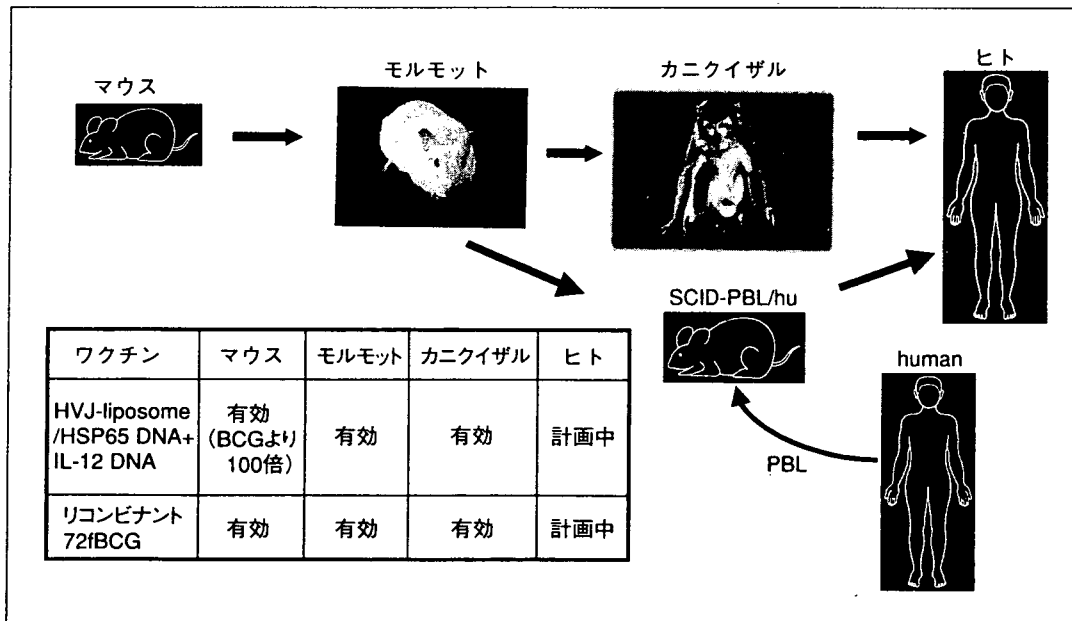 マウス
モルモット
カニクイザル
ヒト
SCID-PBL/hu
human
PBL
ワクチン
マウス
モルモット
カニクイザル
ヒト
HVJ-liposome
/HSP65 DNA+
IL-12 DNA
有効
(BCGより
100倍)
有効
有効
計画中
リコンビナント
72fBCG
有効
有効
有効
計画中